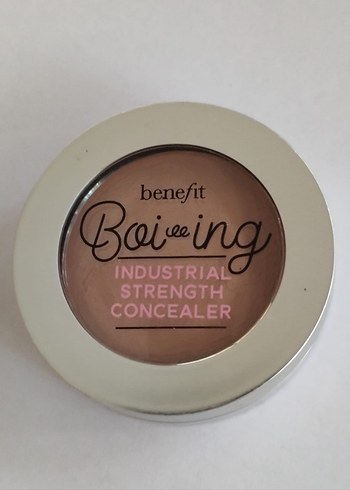 benefit
Boi-ing
INDUSTRIAL
STRENGTH
CONCEALER